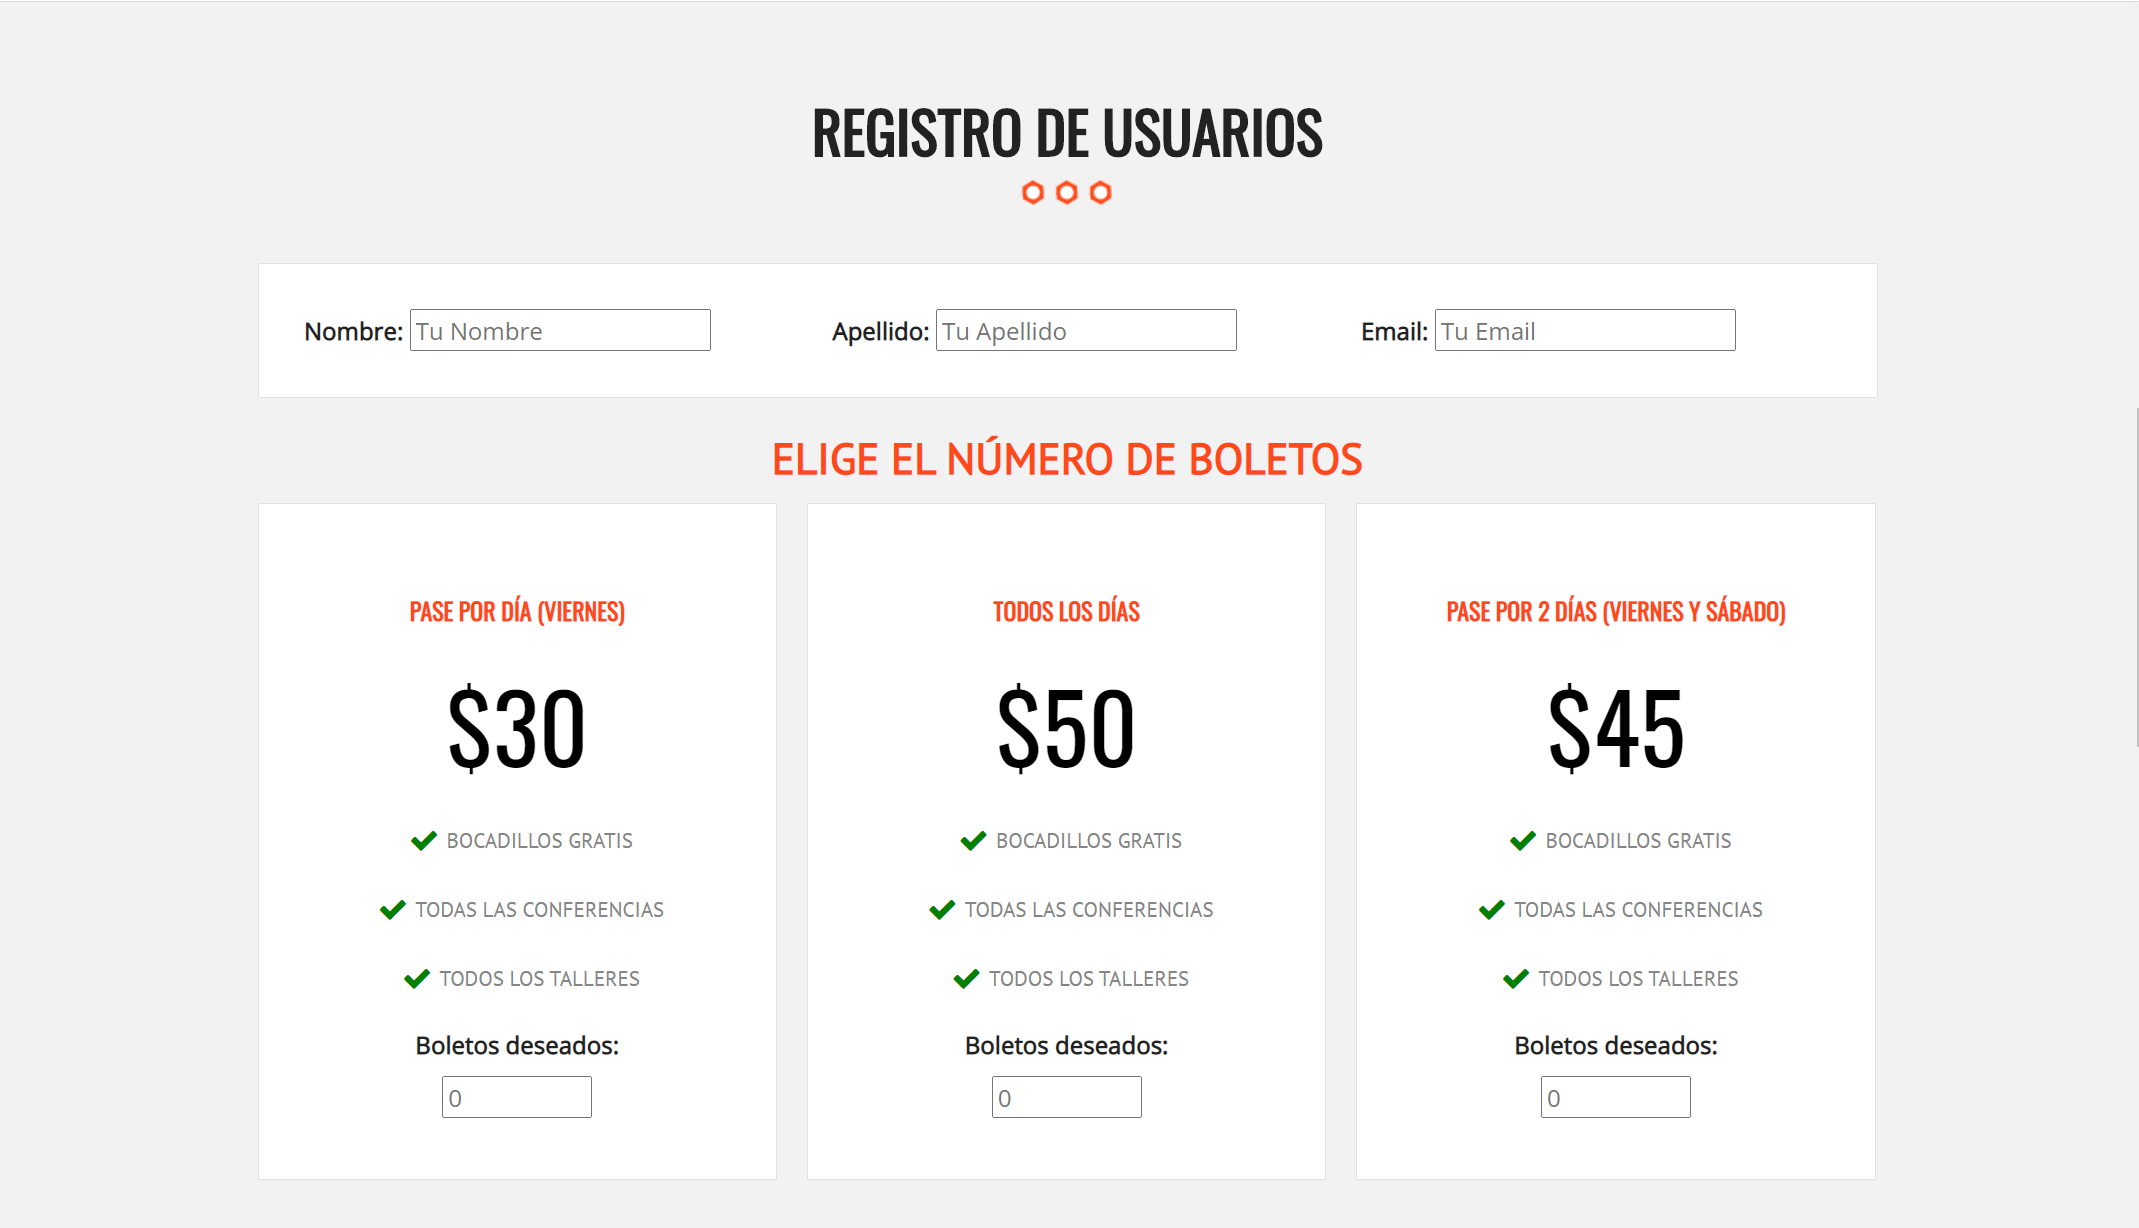 REGISTRO DE USUARIOS
Nombre: Tu Nombre Apellido: Tu Apellido Email: Tu Email
ELIGE EL NÚMERO DE BOLETOS
PASE POR DÍA (VIERNES)
$30
BOCADILLOS GRATIS
TODAS LAS CONFERENCIAS
TODOS LOS TALLERES
Boletos deseados:
0
TODOS LOS DÍAS
$50
BOCADILLOS GRATIS
TODAS LAS CONFERENCIAS
TODOS LOS TALLERES
Boletos deseados:
0
PASE POR 2 DÍAS (VIERNES Y SÁBADO)
$45
BOCADILLOS GRATIS
TODAS LAS CONFERENCIAS
TODOS LOS TALLERES
Boletos deseados:
0